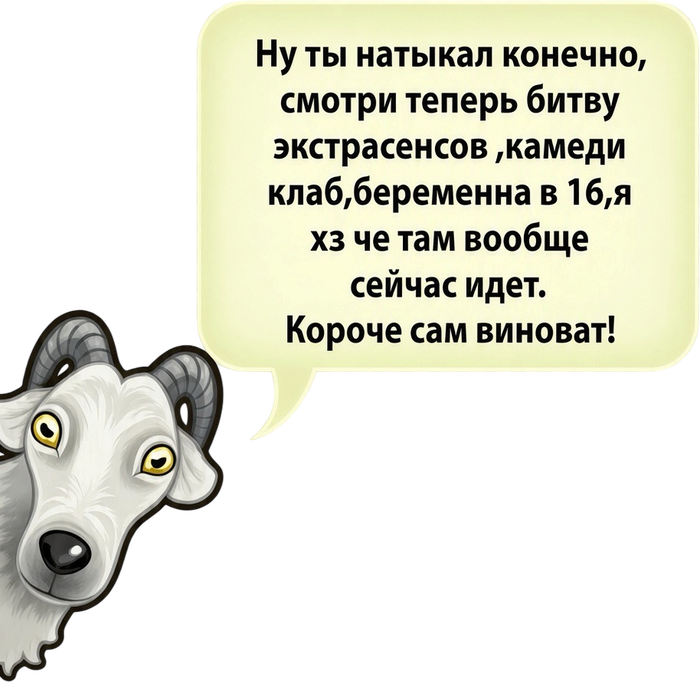 Ну ты натыкал конечно,
смотри теперь битву
экстрасенсов ,камеди
клаб,беременна в 16,я
хз че там вообще
сейчас идет.
Короче сам виноват!